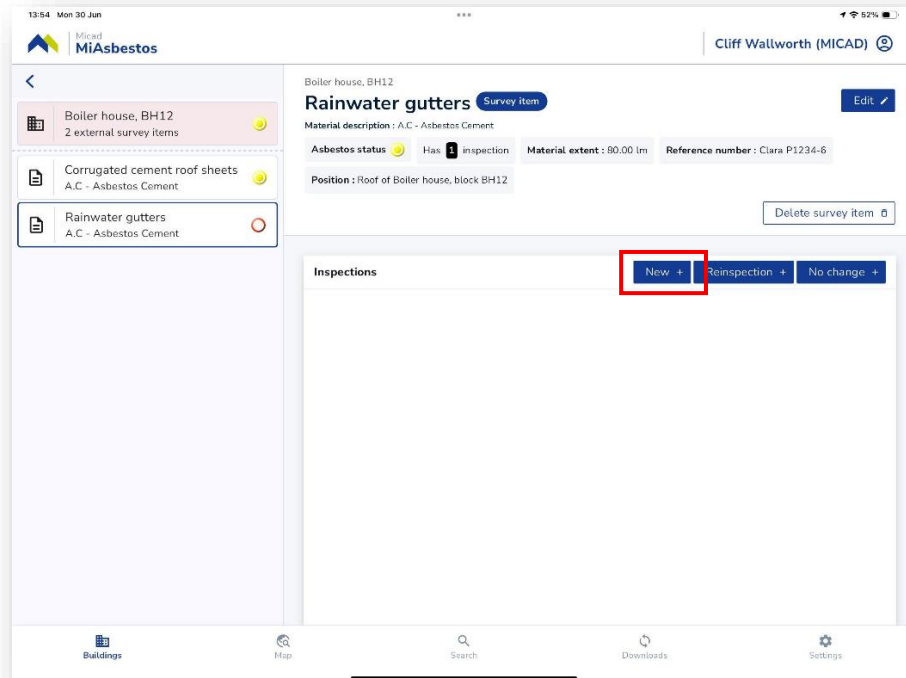 13:54 Mon 30 Jun
52%
Micad
MiAsbestos
Cliff Wallworth (MICAD)
Boiler house, BH12
2 external survey items
Corrugated cement roof sheets
A.C - Asbestos Cement
Rainwater gutters
A.C - Asbestos Cement
Boiler house, BH12
Rainwater gutters Survey item
Edit
Material description : A.C - Asbestos Cement
Asbestos status Has 1 inspection Material extent : 80.00 lm Reference number : Clara P1234-6
Position : Roof of Boiler house, block BH12
Delete survey item
Inspections New + Reinspection + No change +
Buildings Map Search Downloads Settings